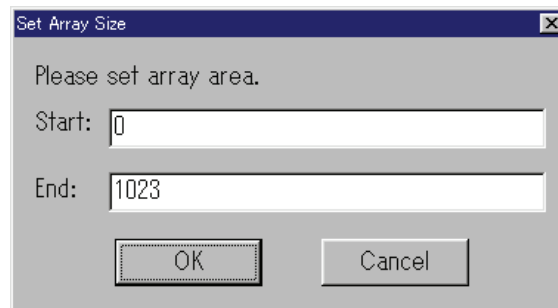 Set Array Size
Please set array area.
Start: 0
End: 1023
OK Cancel